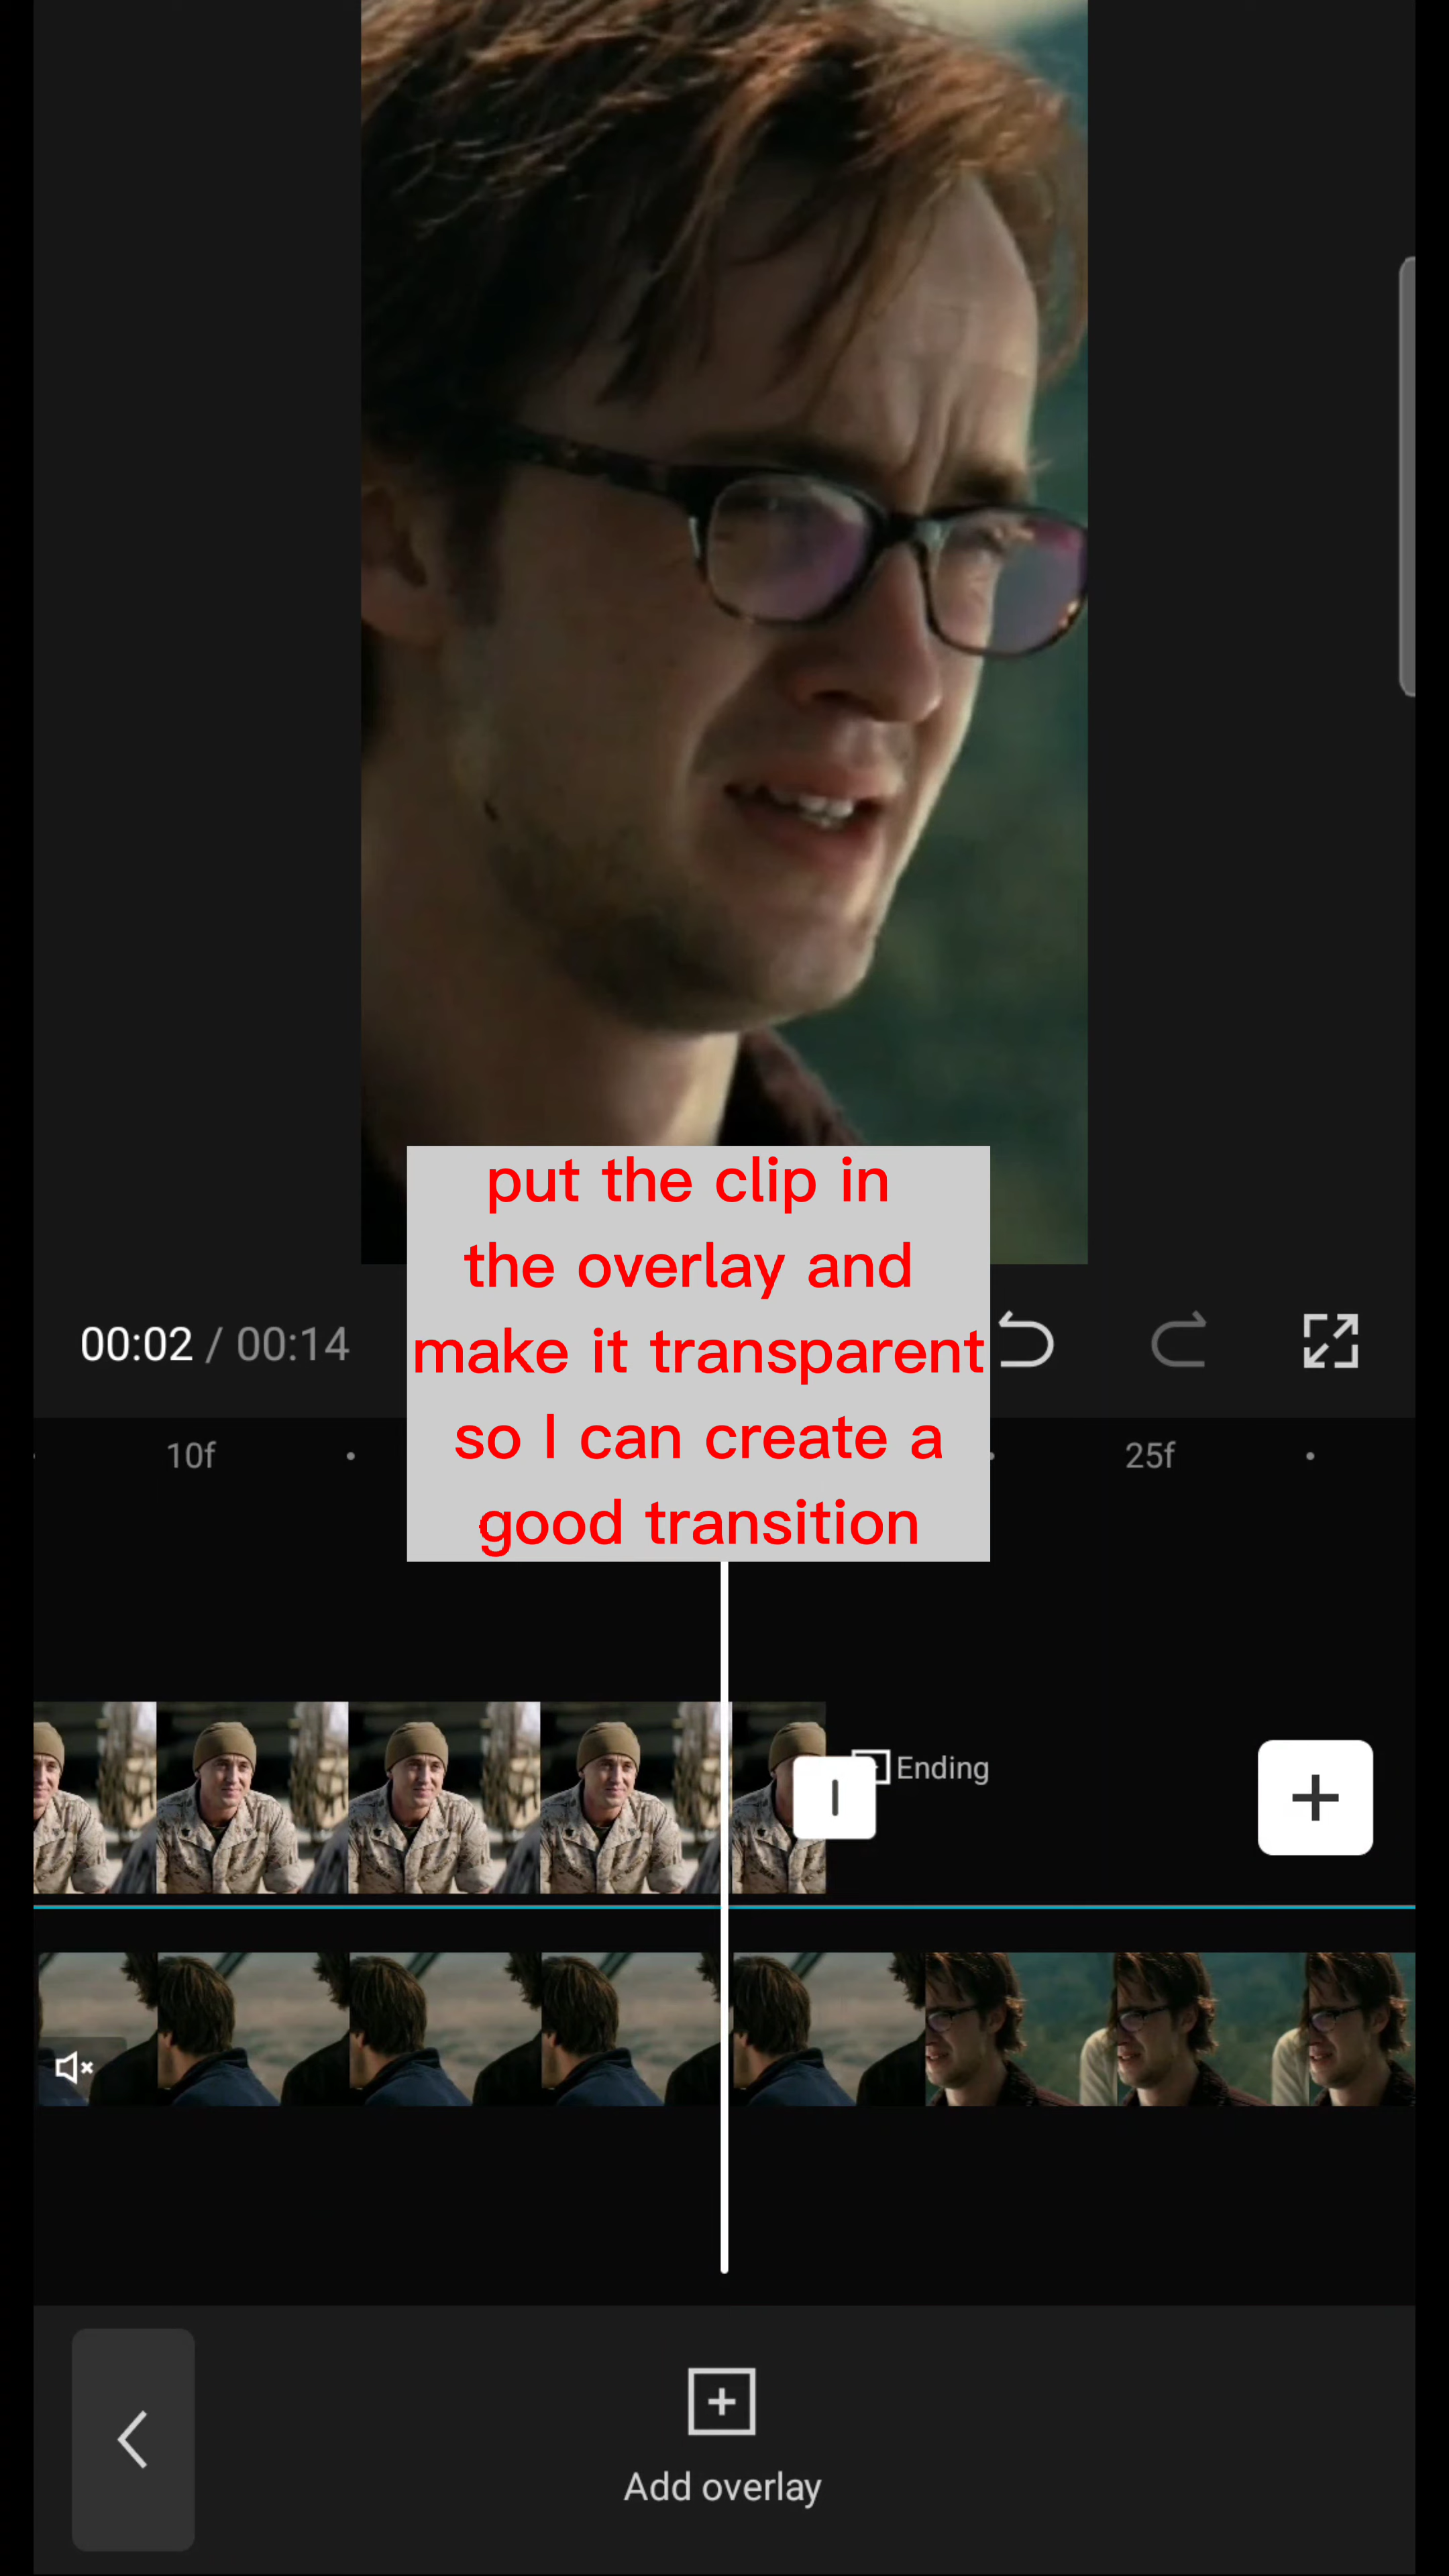 put the clip in
the overlay and
make it transparent
so I can create a
good transition
00:02 / 00:14
10f
25f
Ending
Add overlay